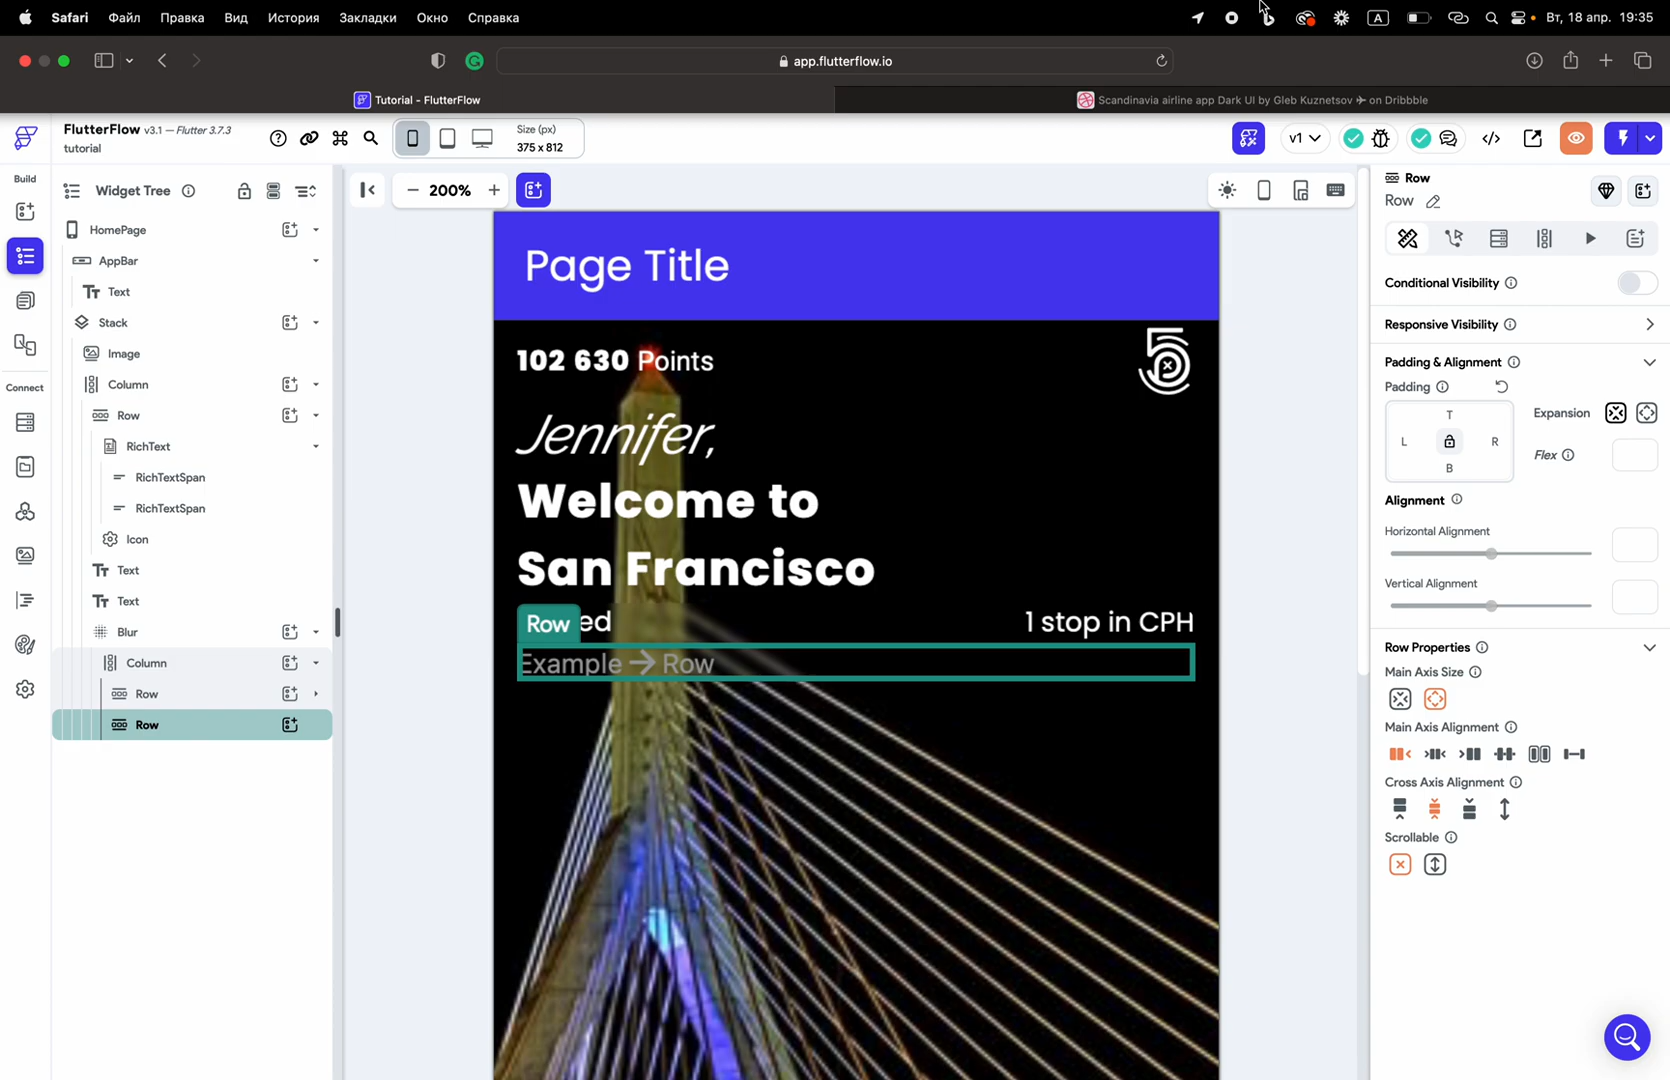 Safari Файл Правка Вид История Закладки Окно Справка A Вт, 18 апр. 19:35
app.flutterflow.io
Tutorial - FlutterFlow Scandinavia airline app Dark UI by Gleb Kuznetsov ✈ on Dribbble
FlutterFlow v3.1 — Flutter 3.7.3
tutorial
Size (px)
375 x 812
v1
Build
Connect
Widget Tree
HomePage
AppBar
Text
Stack
Image
Column
Row
RichText
RichTextSpan
RichTextSpan
Icon
Text
Text
Blur
Column
Row
Row
200%
Page Title
102 630 Points
Jennifer,
Welcome to
San Francisco
Row ed 1 stop in CPH
Example → Row
Row
Row
Conditional Visibility
Responsive Visibility
Padding & Alignment
Padding
T
L R
B
Expansion
Flex
Alignment
Horizontal Alignment
Vertical Alignment
Row Properties
Main Axis Size
Main Axis Alignment
Cross Axis Alignment
Scrollable